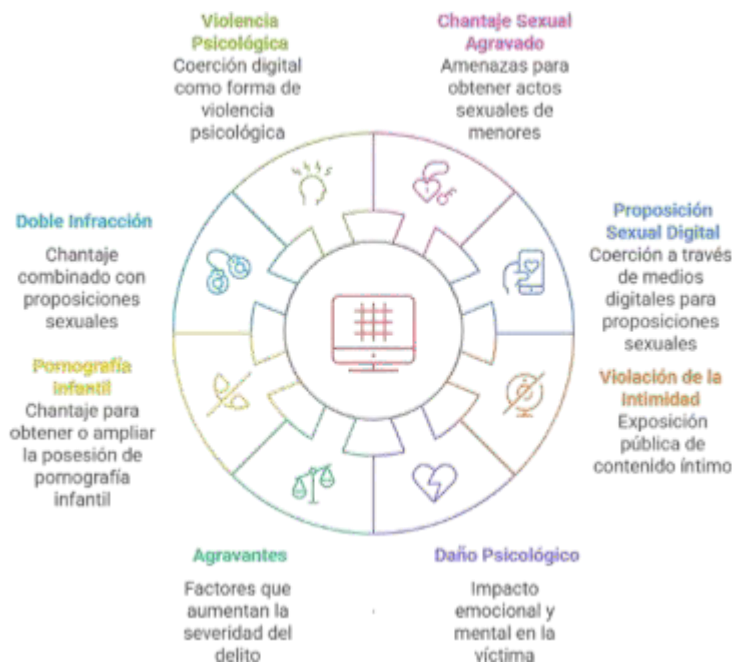 Violencia
Psicológica
Coerción digital
como forma de
violencia
psicológica
Chantaje Sexual
Agravado
Amenazas para
obtener actos
sexuales de
menores
Doble Infracción
Chantaje
combinado con
proposiciones
sexuales
Proposición
Sexual Digital
Coerción a través
de medios
digitales para
proposiciones
sexuales
Pornografía
infantil
Chantaje para
obtener o ampliar
la posesión de
pornografía
infantil
Violación de la
Intimidad
Exposición
pública de
contenido íntimo
Agravantes
Factores que
aumentan la
severidad del
delito
Daño Psicológico
Impacto
emocional y
mental en la
víctima